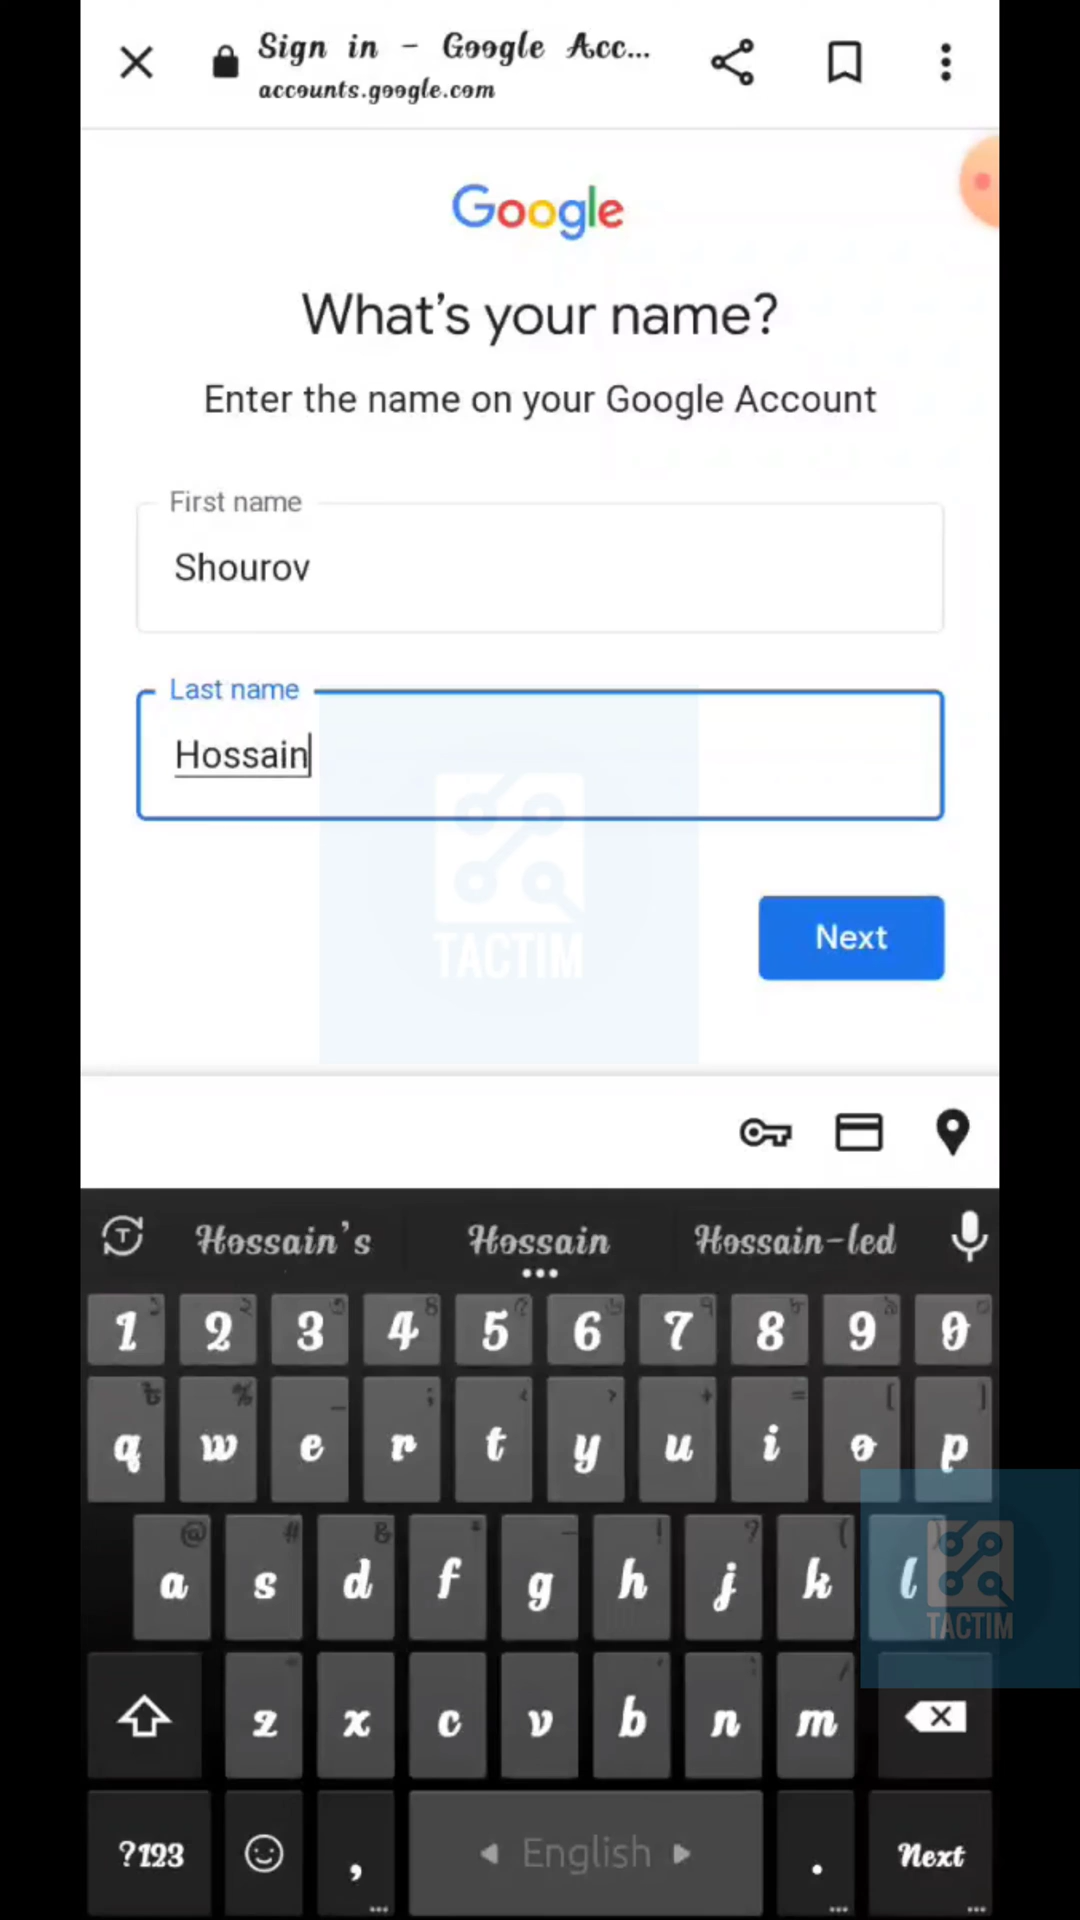 Sign in - Google Acc...
accounts.google.com
Google
What's your name?
Enter the name on your Google Account
First name
Shourov
Last name
Hossain
TACTIM
Next
Hossain's Hossain Hossain-led
1 2 3 4 5 6 7 8 9 0
q w e r t y u i o p
a s d f g h j k l
TACTIM
z x c v b n m
?123 , English . Next